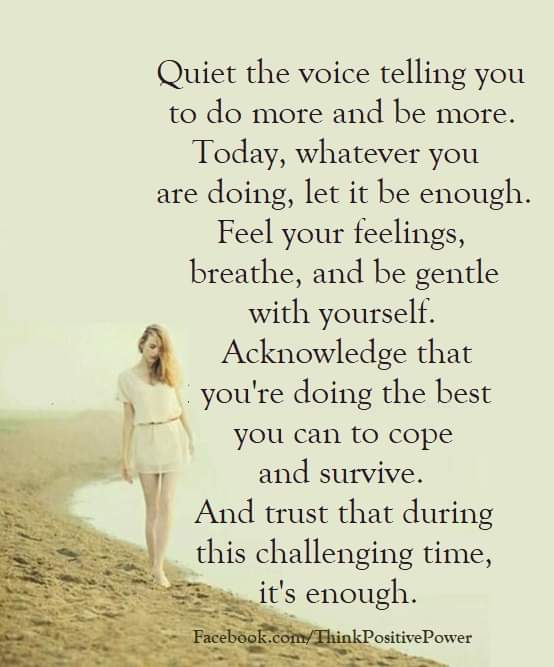 Quiet the voice telling you
to do more and be more.
Today, whatever you
are doing, let it be enough.
Feel your feelings,
breathe, and be gentle
with yourself.
Acknowledge that
you're doing the best
you can to cope
and survive.
And trust that during
this challenging time,
it's enough.
Facebook.com/ThinkPositivePower